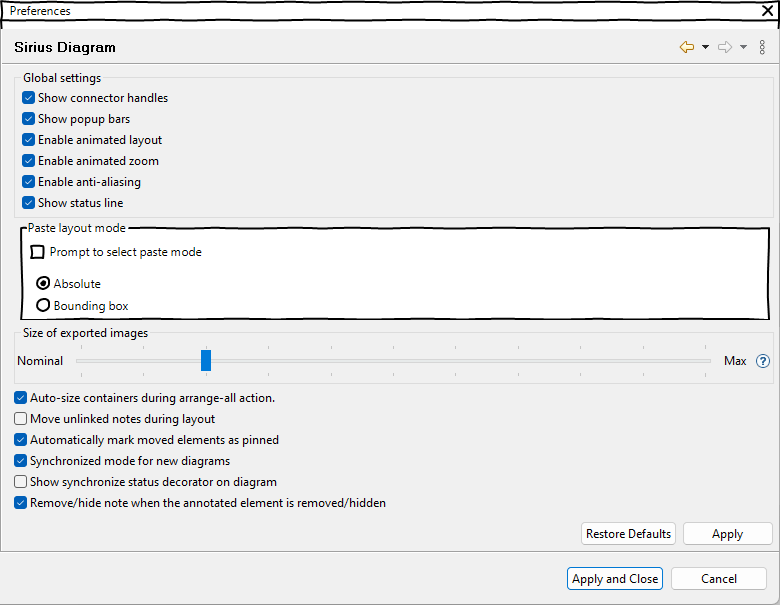 Preferences
Sirius Diagram
Global settings
Show connector handles
Show popup bars
Enable animated layout
Enable animated zoom
Enable anti-aliasing
Show status line
Paste layout mode
Prompt to select paste mode
Absolute
Bounding box
Size of exported images
Nominal Max ?
Auto-size containers during arrange-all action.
Move unlinked notes during layout
Automatically mark moved elements as pinned
Synchronized mode for new diagrams
Show synchronize status decorator on diagram
Remove/hide note when the annotated element is removed/hidden
Restore Defaults Apply
Apply and Close Cancel